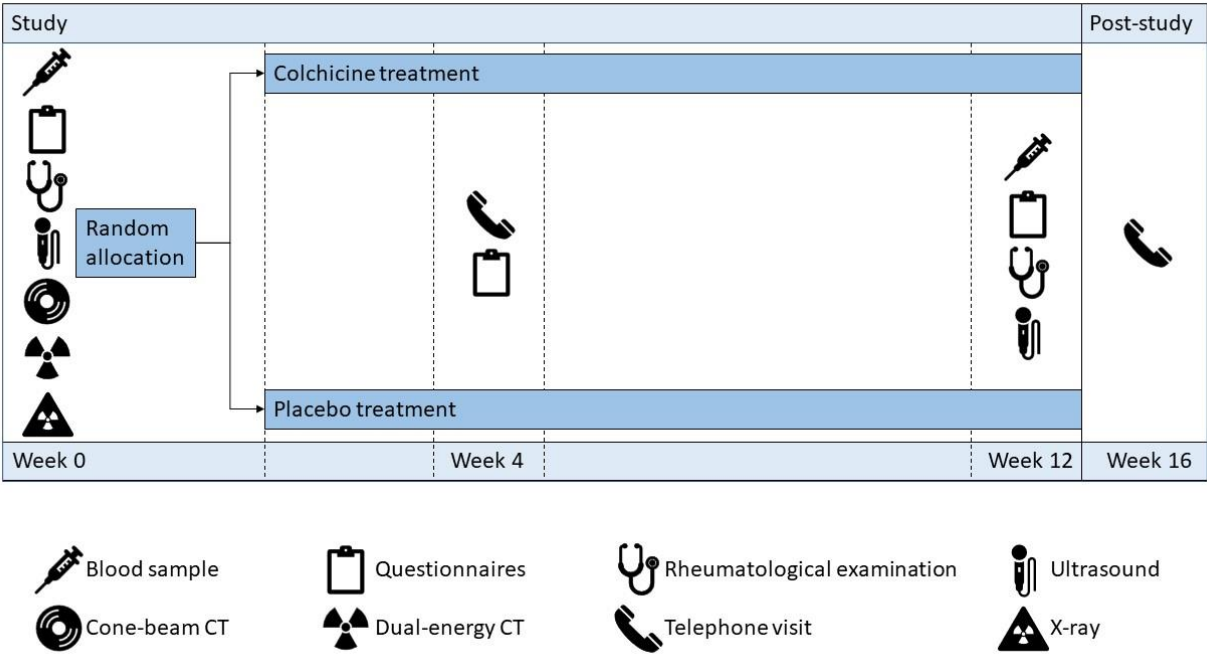 Study
Post-study
Colchicine treatment
Random
allocation
Placebo treatment
Week 0
Week 4
Week 12
Week 16
Blood sample
Questionnaires
Rheumatological examination
Ultrasound
Cone-beam CT
Dual-energy CT
Telephone visit
X-ray